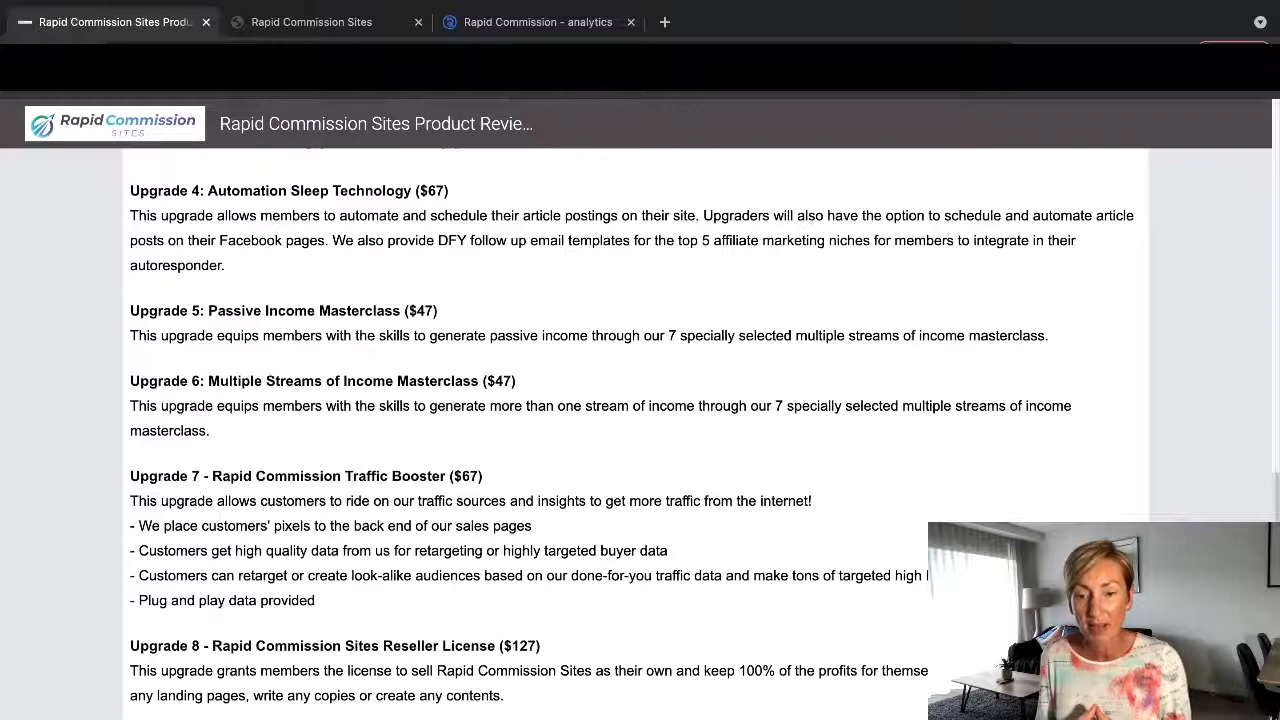 Rapid Commission Sites Produ
Rapid Commission Sites
Rapid Commission - analytics
Rapid Commission
SITES
Rapid Commission Sites Product Revie...
Upgrade 4: Automation Sleep Technology ($67)
This upgrade allows members to automate and schedule their article postings on their site. Upgraders will also have the option to schedule and automate article
posts on their Facebook pages. We also provide DFY follow up email templates for the top 5 affiliate marketing niches for members to integrate in their
autoresponder.
Upgrade 5: Passive Income Masterclass ($47)
This upgrade equips members with the skills to generate passive income through our 7 specially selected multiple streams of income masterclass.
Upgrade 6: Multiple Streams of Income Masterclass ($47)
This upgrade equips members with the skills to generate more than one stream of income through our 7 specially selected multiple streams of income
masterclass.
Upgrade 7 - Rapid Commission Traffic Booster ($67)
This upgrade allows customers to ride on our traffic sources and insights to get more traffic from the internet!
- We place customers' pixels to the back end of our sales pages
- Customers get high quality data from us for retargeting or highly targeted buyer data
- Customers can retarget or create look-alike audiences based on our done-for-you traffic data and make tons of targeted high
- Plug and play data provided
Upgrade 8 - Rapid Commission Sites Reseller License ($127)
This upgrade grants members the license to sell Rapid Commission Sites as their own and keep 100% of the profits for themse
any landing pages, write any copies or create any contents.